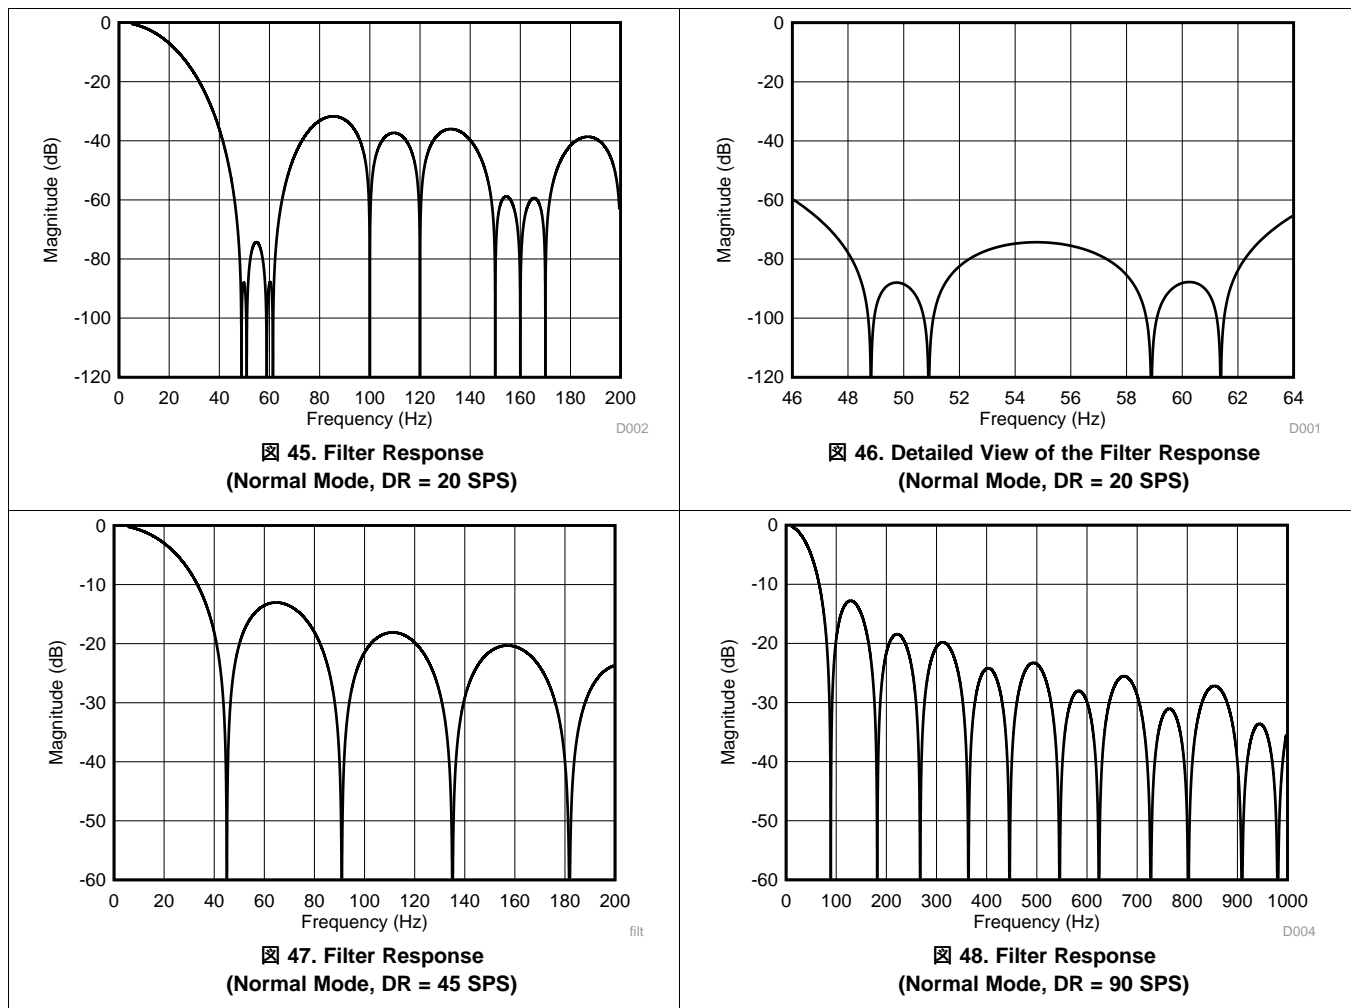 0
-20
-40
-60
-80
-100
-120
Magnitude (dB)
0 20 40 60 80 100 120 140 160 180 200
Frequency (Hz)
D002
図 45. Filter Response
(Normal Mode, DR = 20 SPS)
0
-20
-40
-60
-80
-100
-120
Magnitude (dB)
46 48 50 52 54 56 58 60 62 64
Frequency (Hz)
D001
図 46. Detailed View of the Filter Response
(Normal Mode, DR = 20 SPS)
0
-10
-20
-30
-40
-50
-60
Magnitude (dB)
0 20 40 60 80 100 120 140 160 180 200
Frequency (Hz)
filt
図 47. Filter Response
(Normal Mode, DR = 45 SPS)
0
-10
-20
-30
-40
-50
-60
Magnitude (dB)
0 100 200 300 400 500 600 700 800 900 1000
Frequency (Hz)
D004
図 48. Filter Response
(Normal Mode, DR = 90 SPS)